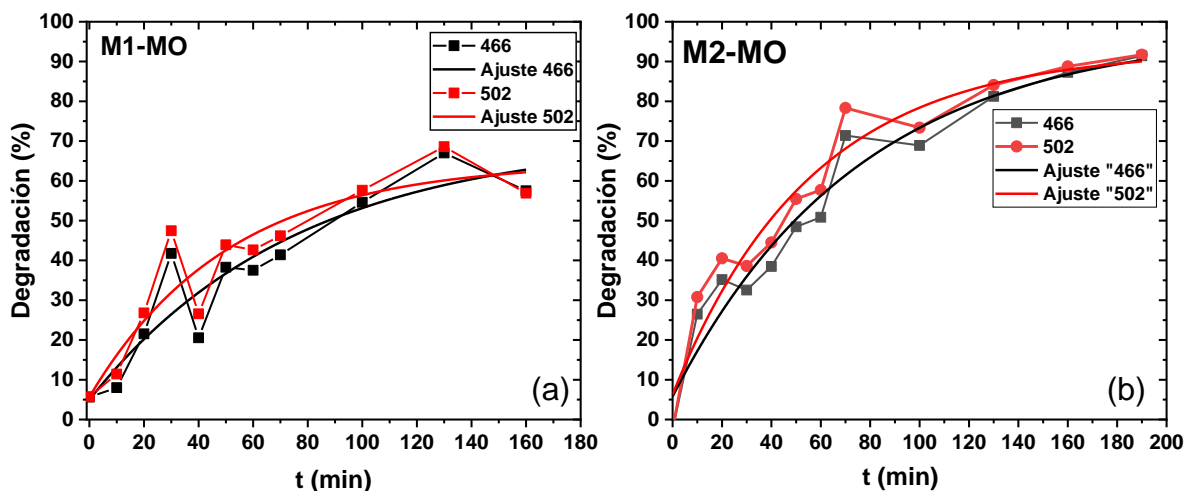 M1-MO
466
Ajuste 466
502
Ajuste 502
100
90
80
70
60
50
40
30
20
10
0
Degradación (%)
0 20 40 60 80 100 120 140 160 180
t (min)
(a)
M2-MO
466
502
Ajuste "466"
Ajuste "502"
100
90
80
70
60
50
40
30
20
10
0
Degradación (%)
0 20 40 60 80 100 120 140 160 180 200
t (min)
(b)